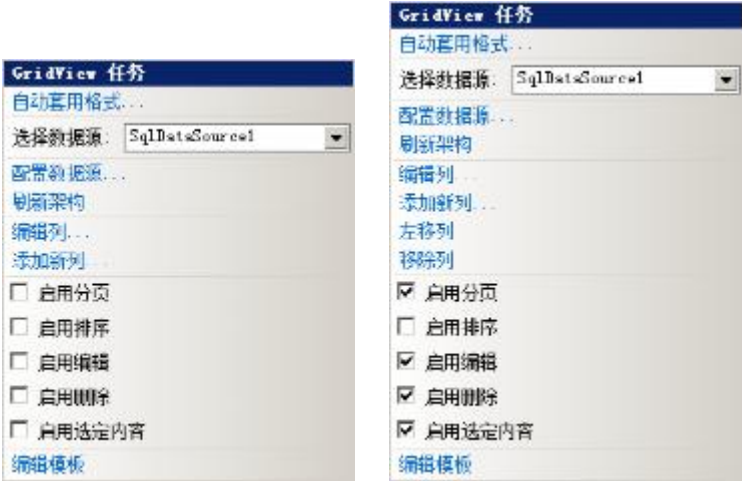 GridView 任务
自动套用格式...
选择数据源: SqlDataSource1
配置数据源...
刷新架构
编辑列...
添加新列...
启用分页
启用排序
启用编辑
启用删除
启用选定内容
编辑模板
GridView 任务
自动套用格式...
选择数据源: SqlDataSource1
配置数据源...
刷新架构
编辑列...
添加新列...
左移列
移除列
启用分页
启用排序
启用编辑
启用删除
启用选定内容
编辑模板